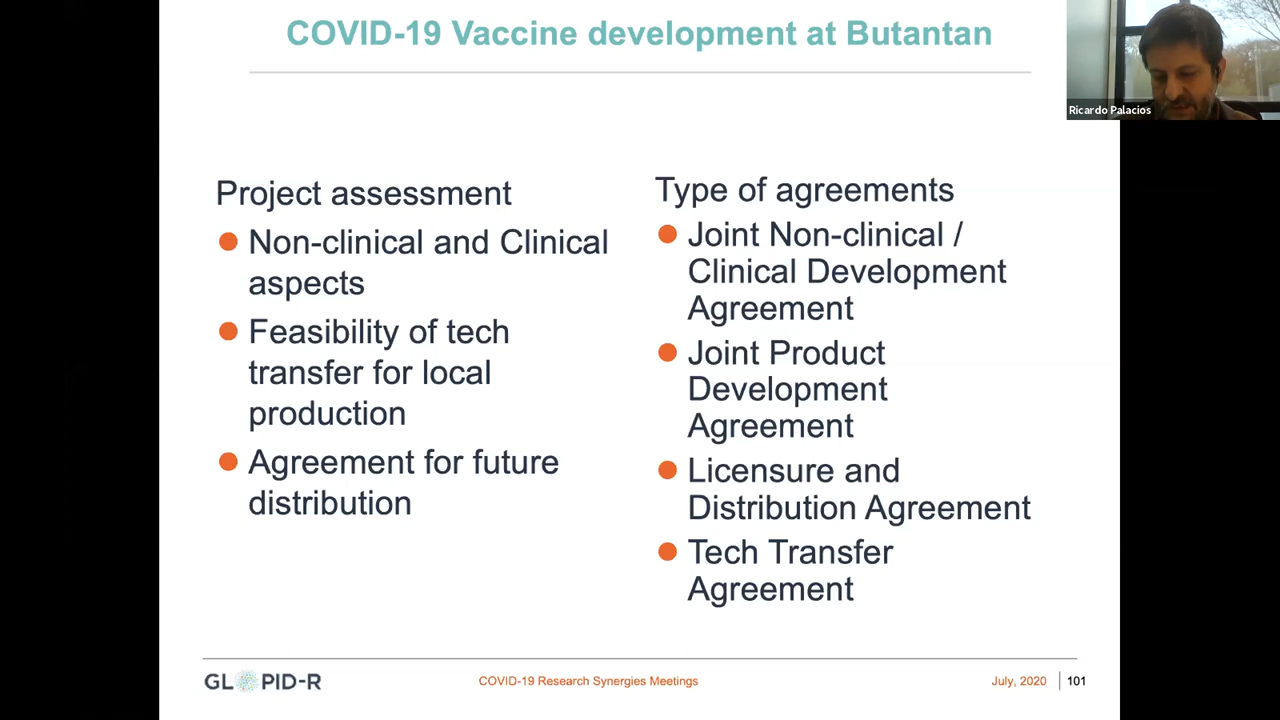 COVID-19 Vaccine development at Butantan
Ricardo Palacios
Project assessment
Non-clinical and Clinical
aspects
Feasibility of tech
transfer for local
production
Agreement for future
distribution
Type of agreements
Joint Non-clinical /
Clinical Development
Agreement
Joint Product
Development
Agreement
Licensure and
Distribution Agreement
Tech Transfer
Agreement
GLOPID-R
COVID-19 Research Synergies Meetings
July, 2020
101